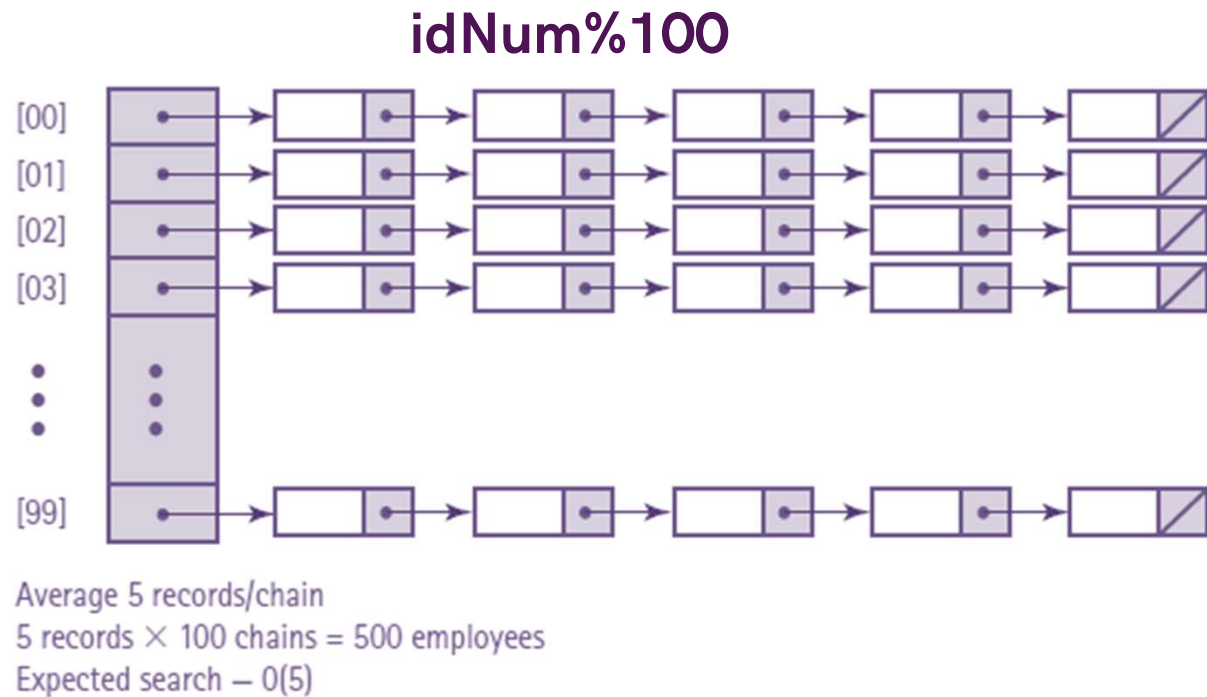 idNum%100
[00]
[01]
[02]
[03]
[99]
Average 5 records/chain
5 records × 100 chains = 500 employees
Expected search – O(5)